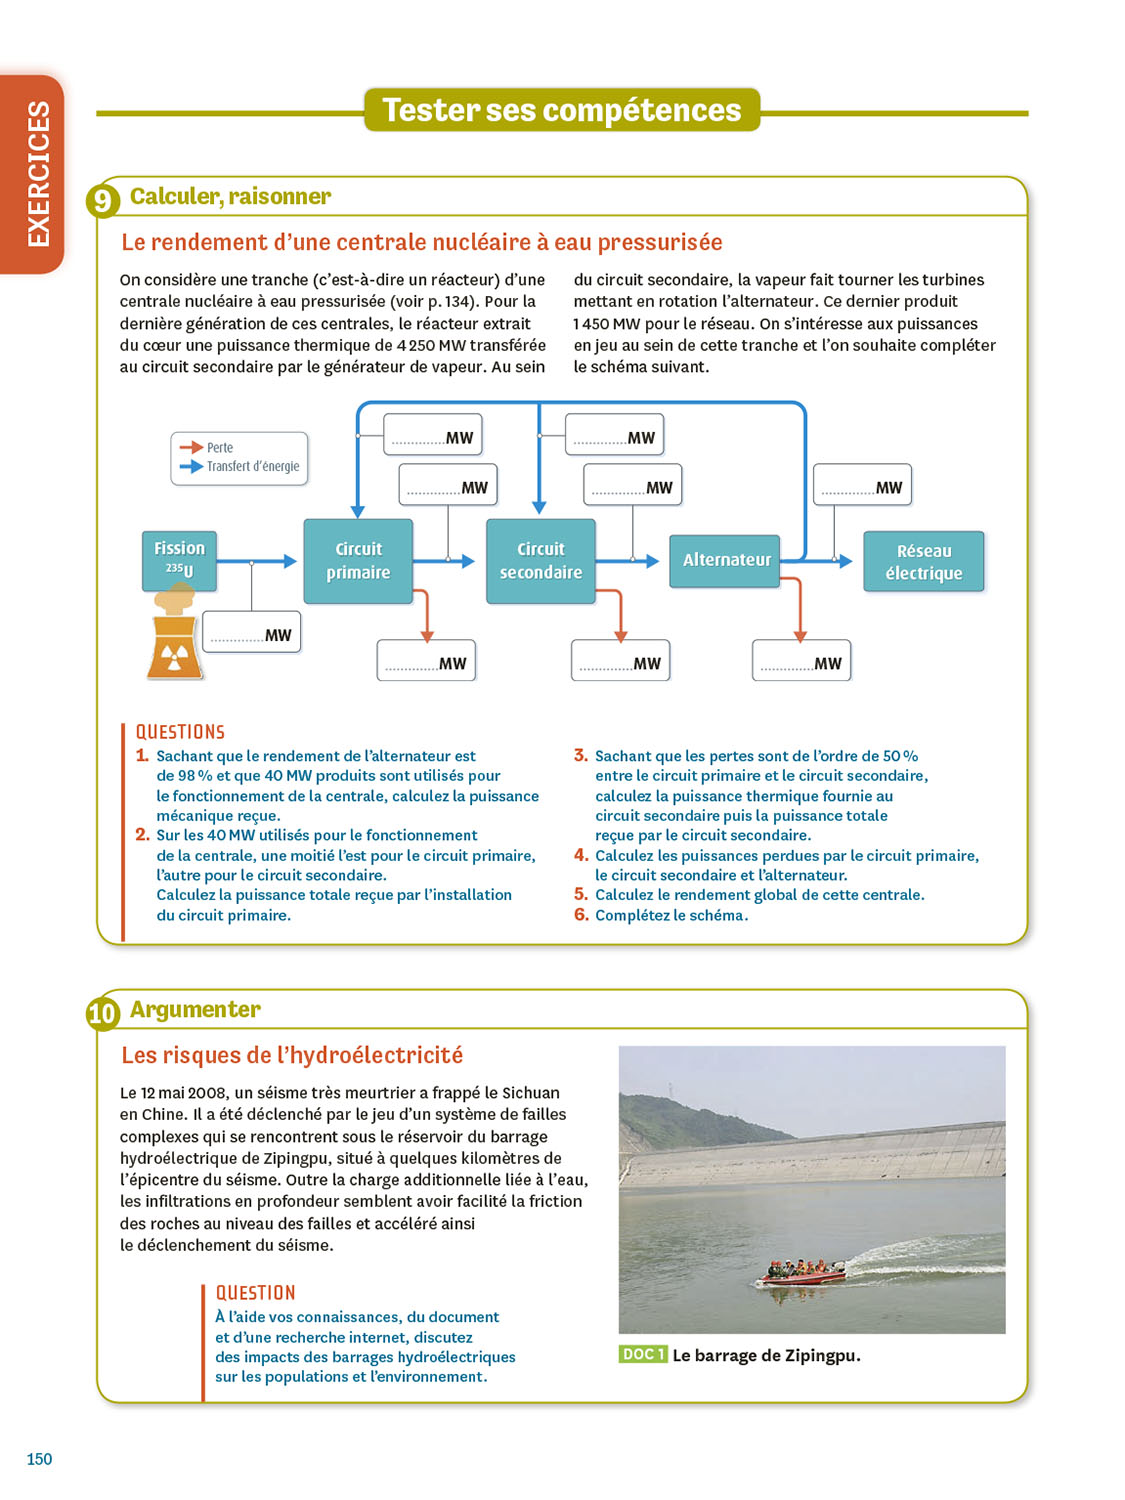 EXERCICES
Tester ses compétences
9 Calculer, raisonner
Le rendement d'une centrale nucléaire à eau pressurisée
On considère une tranche (c'est-à-dire un réacteur) d'une
centrale nucléaire à eau pressurisée (voir p. 134). Pour la
dernière génération de ces centrales, le réacteur extrait
du cœur une puissance thermique de 4 250 MW transférée
au circuit secondaire par le générateur de vapeur. Au sein
du circuit secondaire, la vapeur fait tourner les turbines
mettant en rotation l'alternateur. Ce dernier produit
1 450 MW pour le réseau. On s'intéresse aux puissances
en jeu au sein de cette tranche et l'on souhaite compléter
le schéma suivant.
Perte
Transfert d'énergie
..............MW
..............MW
..............MW
..............MW
..............MW
Fission
235U
Circuit
primaire
Circuit
secondaire
Alternateur
Réseau
électrique
..............MW
..............MW
..............MW
..............MW
QUESTIONS
1. Sachant que le rendement de l'alternateur est
de 98 % et que 40 MW produits sont utilisés pour
le fonctionnement de la centrale, calculez la puissance
mécanique reçue.
2. Sur les 40 MW utilisés pour le fonctionnement
de la centrale, une moitié l'est pour le circuit primaire,
l'autre pour le circuit secondaire.
Calculez la puissance totale reçue par l'installation
du circuit primaire.
3. Sachant que les pertes sont de l'ordre de 50 %
entre le circuit primaire et le circuit secondaire,
calculez la puissance thermique fournie au
circuit secondaire puis la puissance totale
reçue par le circuit secondaire.
4. Calculez les puissances perdues par le circuit primaire,
le circuit secondaire et l'alternateur.
5. Calculez le rendement global de cette centrale.
6. Complétez le schéma.
10 Argumenter
Les risques de l'hydroélectricité
Le 12 mai 2008, un séisme très meurtrier a frappé le Sichuan
en Chine. Il a été déclenché par le jeu d'un système de failles
complexes qui se rencontrent sous le réservoir du barrage
hydroélectrique de Zipingpu, situé à quelques kilomètres de
l'épicentre du séisme. Outre la charge additionnelle liée à l'eau,
les infiltrations en profondeur semblent avoir facilité la friction
des roches au niveau des failles et accéléré ainsi
le déclenchement du séisme.
QUESTION
À l'aide vos connaissances, du document
et d'une recherche internet, discutez
des impacts des barrages hydroélectriques
sur les populations et l'environnement.
DOC 1 Le barrage de Zipingpu.
150